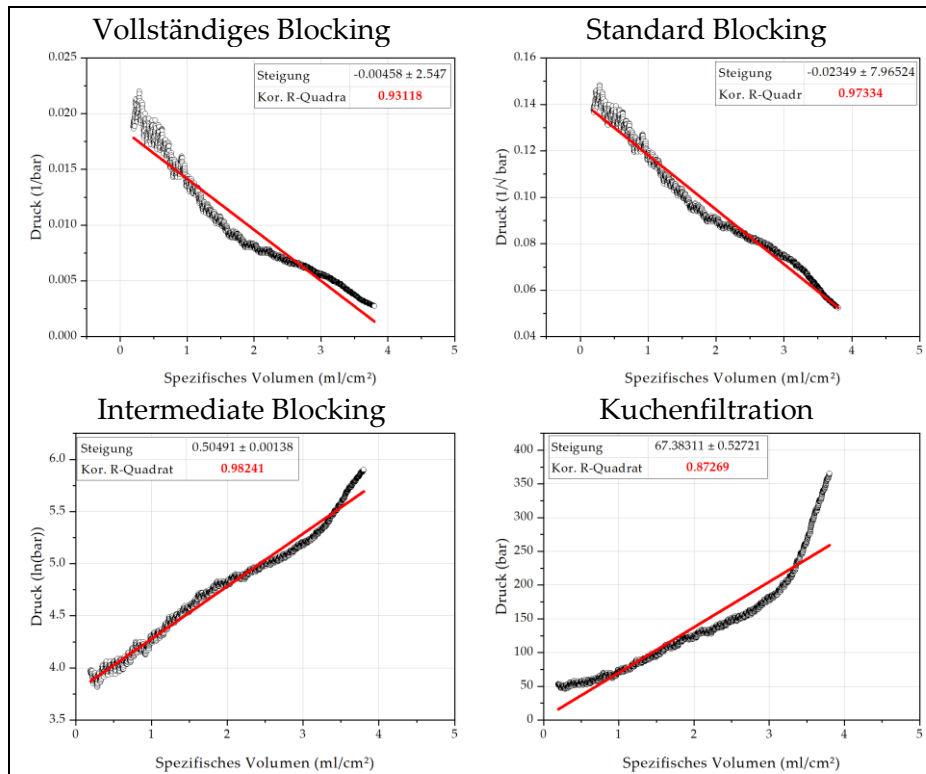 Vollständiges Blocking
Standard Blocking
0.025
0.020
0.015
0.010
0.005
0.000
Druck (1/bar)
Steigung -0.00458 ± 2.547
Kor. R-Quadra 0.93118
0 1 2 3 4 5
Spezifisches Volumen (ml/cm²)
0.16
0.14
0.12
0.10
0.08
0.06
0.04
Druck (1/√ bar)
Steigung -0.02349 ± 7.96524
Kor. R-Quadr 0.97334
0 1 2 3 4 5
Spezifisches Volumen (ml/cm²)
Intermediate Blocking
Kuchenfiltration
6.0
5.5
5.0
4.5
4.0
3.5
Druck (ln(bar))
Steigung 0.50491 ± 0.00138
Kor. R-Quadrat 0.98241
0 1 2 3 4 5
Spezifisches Volumen (ml/cm²)
400
350
300
250
200
150
100
50
0
Druck (bar)
Steigung 67.38311 ± 0.52721
Kor. R-Quadrat 0.87269
0 1 2 3 4 5
Spezifisches Volumen (ml/cm²)